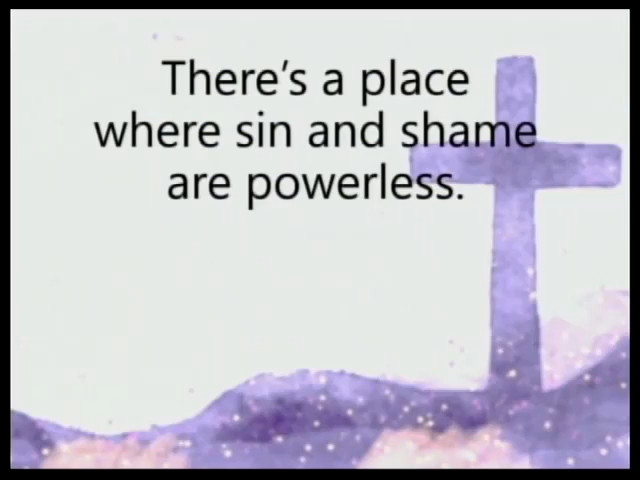 There’s a place
where sin and shame
are powerless.